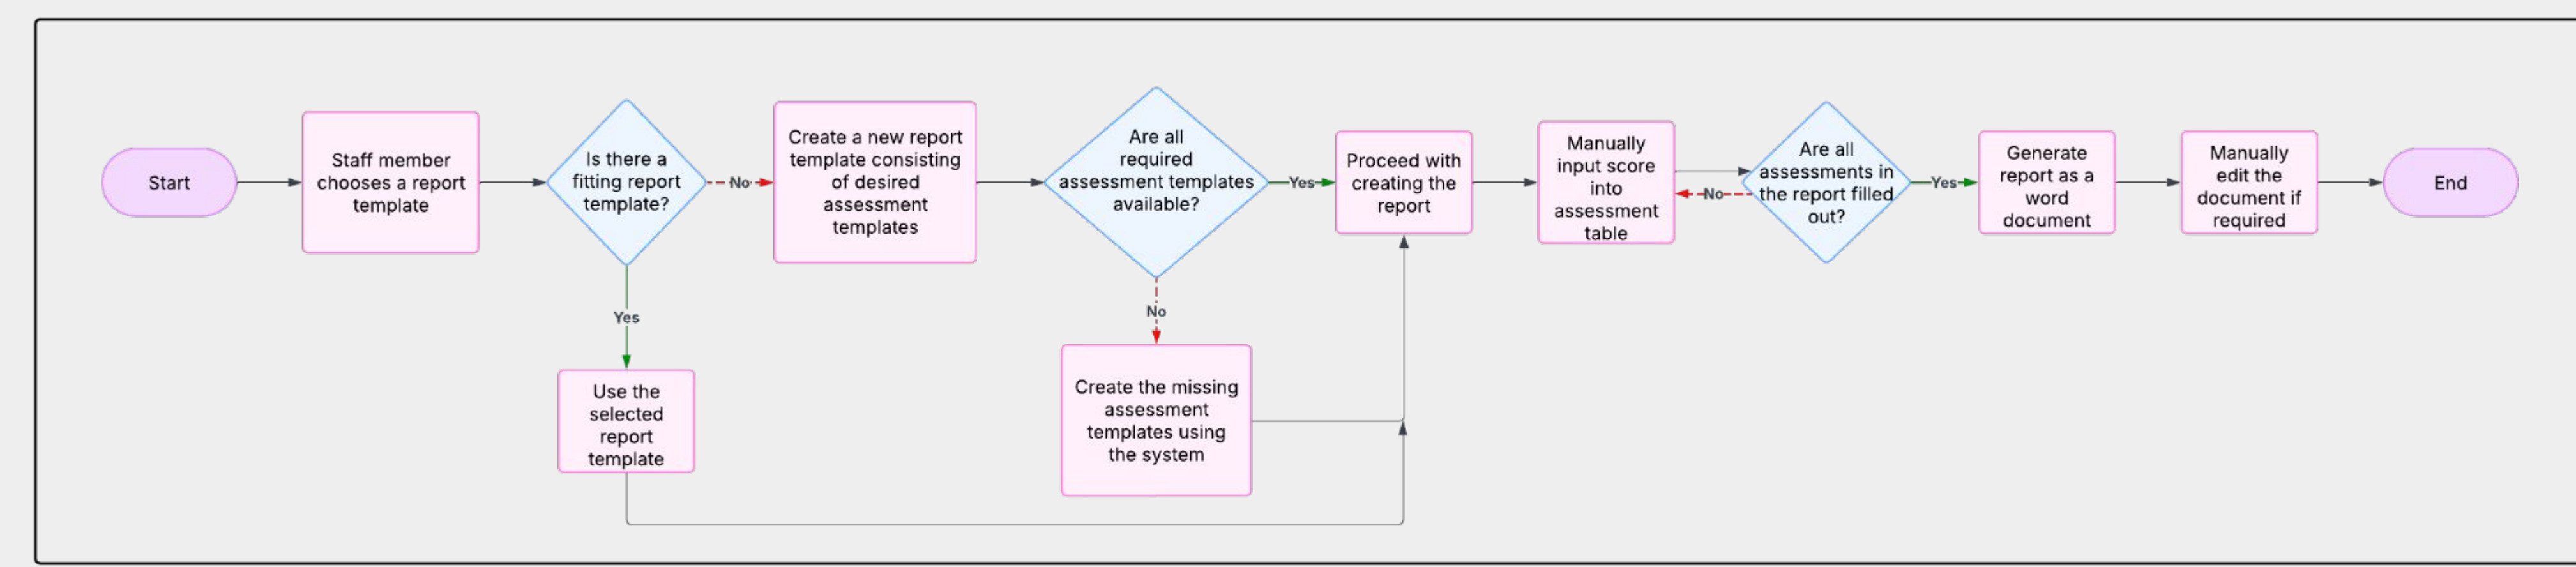 Start
Staff member
chooses a report
template
Is there a
fitting report
template?
No
Create a new report
template consisting
of desired
assessment
templates
Are all
required
assessment templates
available?
Yes
Proceed with
creating the
report
Manually
input score
into
assessment
table
No
Are all
assessments in
the report filled
out?
Yes
Generate
report as a
word
document
Manually
edit the
document if
required
End
Yes
Use the
selected
report
template
No
Create the missing
assessment
templates using
the system